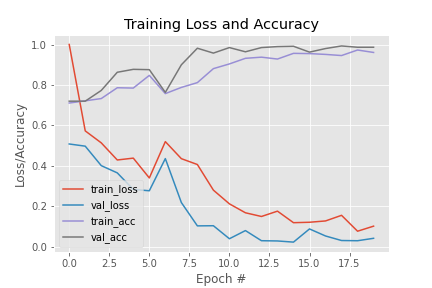 Training Loss and Accuracy
Loss/Accuracy
1.0
0.8
0.6
0.4
0.2
0.0
train_loss
val_loss
train_acc
val_acc
0.0 2.5 5.0 7.5 10.0 12.5 15.0 17.5
Epoch #